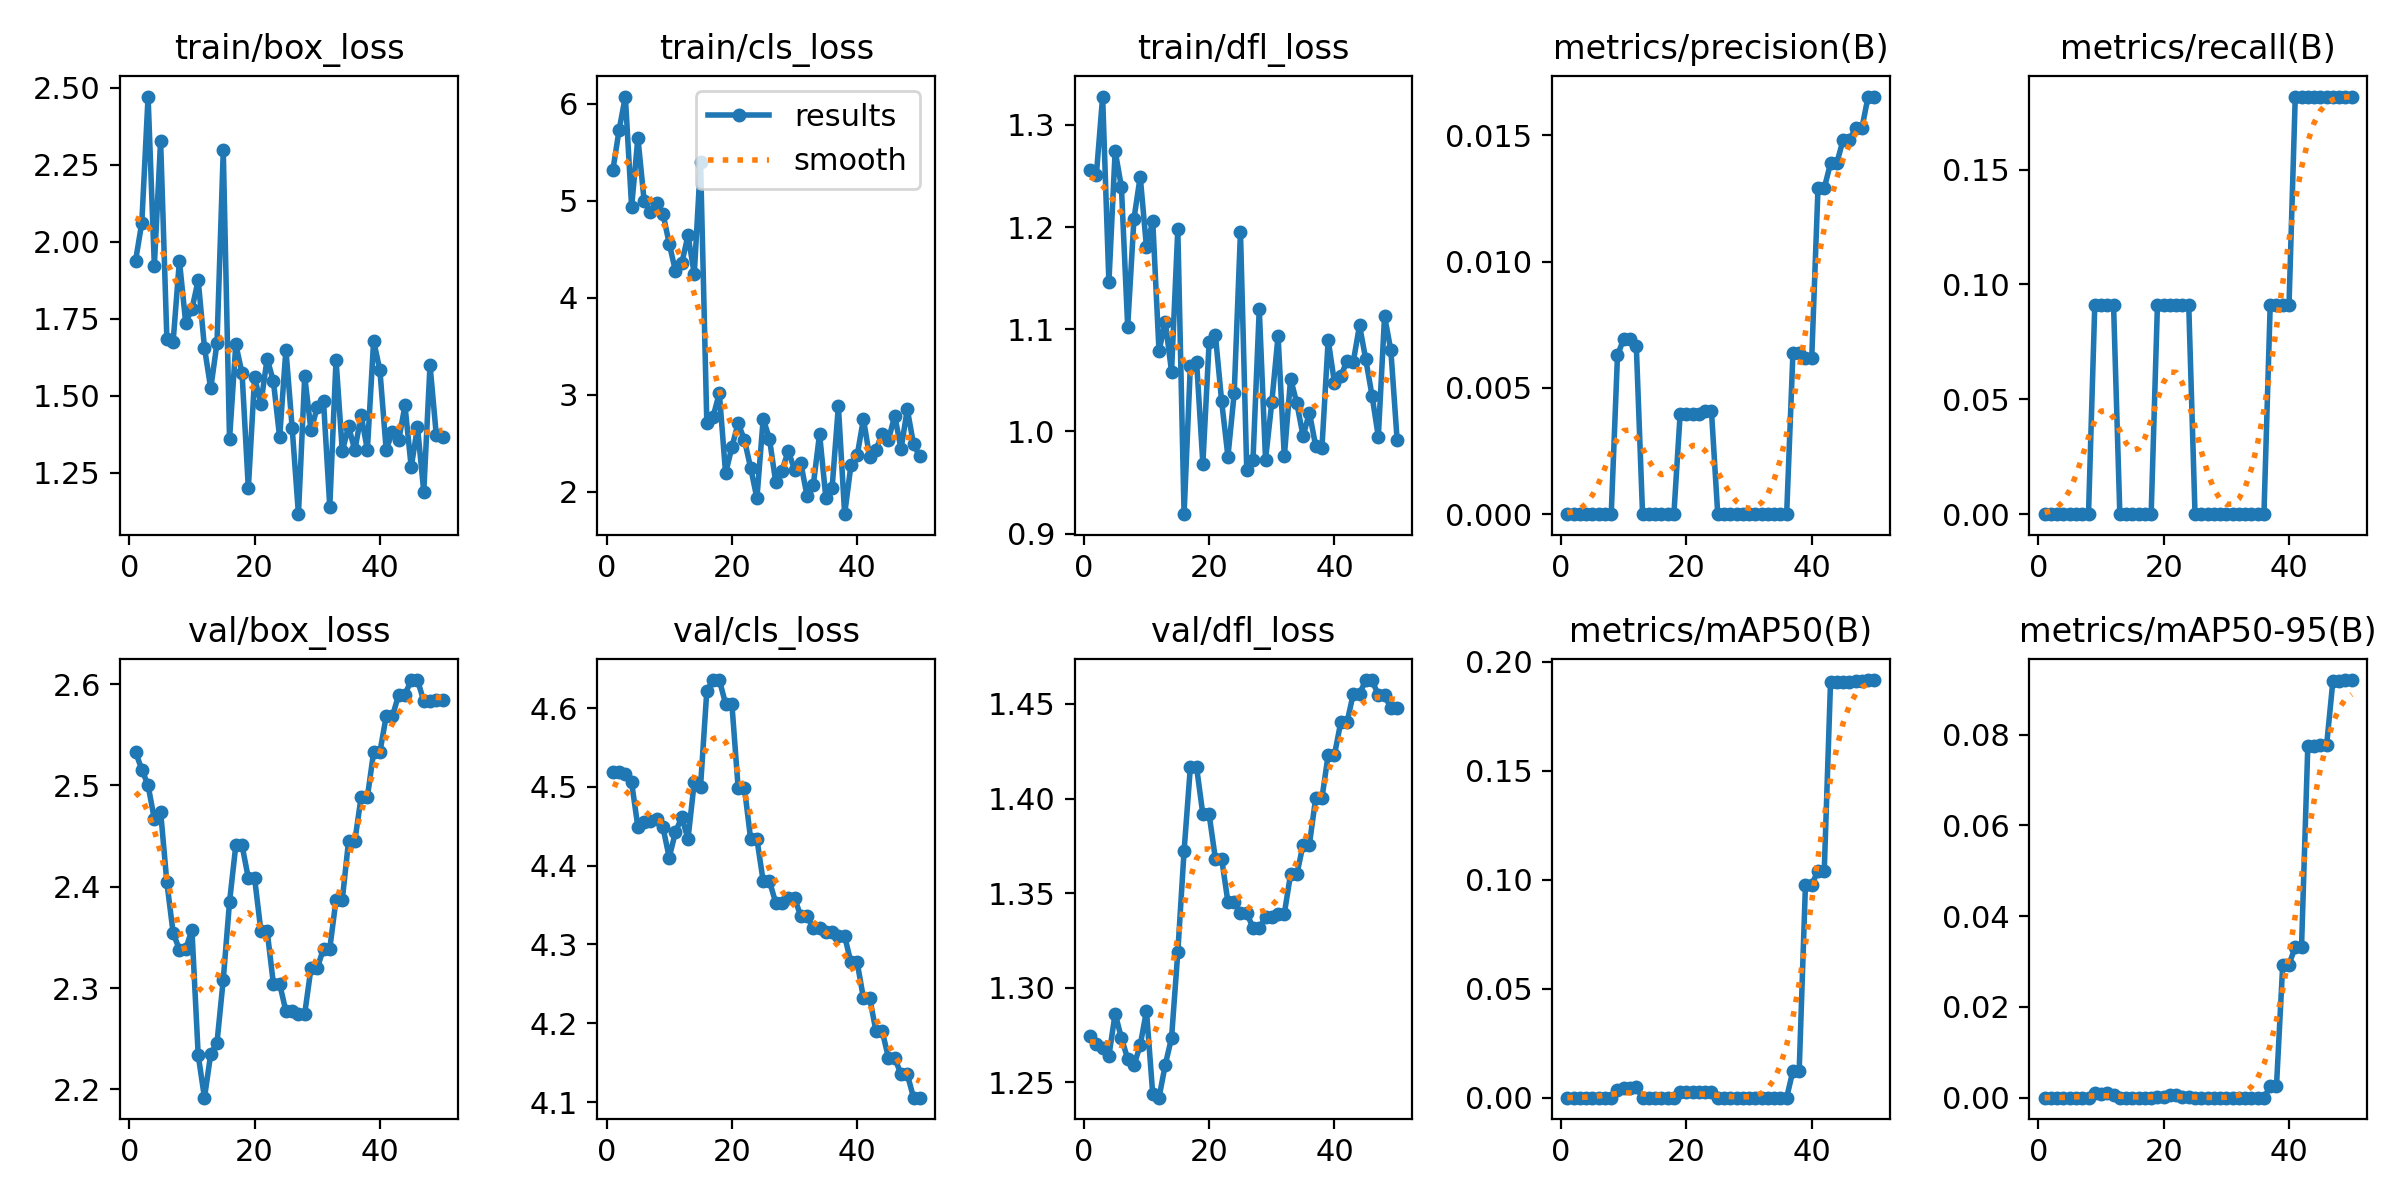 train/box_loss
train/cls_loss
train/dfl_loss
metrics/precision(B)
metrics/recall(B)
2.50
2.25
2.00
1.75
1.50
1.25
0 20 40
6
5
4
3
2
0 20 40
results
smooth
1.3
1.2
1.1
1.0
0.9
0 20 40
0.015
0.010
0.005
0.000
0 20 40
0.15
0.10
0.05
0.00
0 20 40
val/box_loss
val/cls_loss
val/dfl_loss
metrics/mAP50(B)
metrics/mAP50-95(B)
2.6
2.5
2.4
2.3
2.2
0 20 40
4.6
4.5
4.4
4.3
4.2
4.1
0 20 40
1.45
1.40
1.35
1.30
1.25
0 20 40
0.20
0.15
0.10
0.05
0.00
0 20 40
0.08
0.06
0.04
0.02
0.00
0 20 40